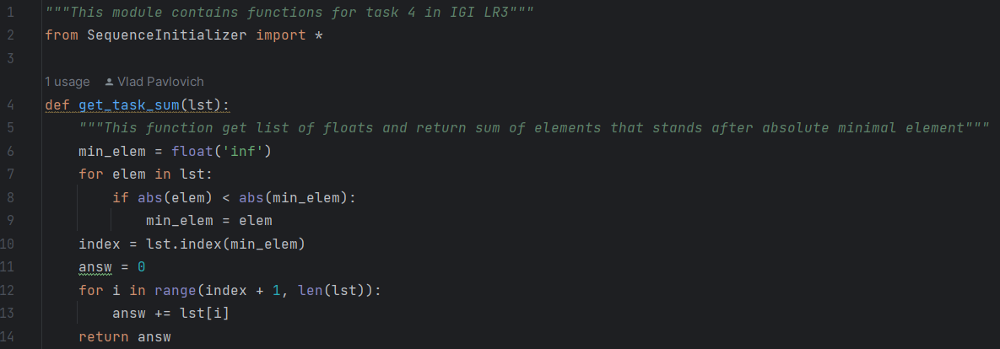 1 """This module contains functions for task 4 in IGI LR3"""
2 from SequenceInitializer import *
3
1 usage Vlad Pavlovich
4 def get_task_sum(lst):
5     """This function get list of floats and return sum of elements that stands after absolute minimal element"""
6     min_elem = float('inf')
7     for elem in lst:
8         if abs(elem) < abs(min_elem):
9             min_elem = elem
10     index = lst.index(min_elem)
11     answ = 0
12     for i in range(index + 1, len(lst)):
13         answ += lst[i]
14     return answ